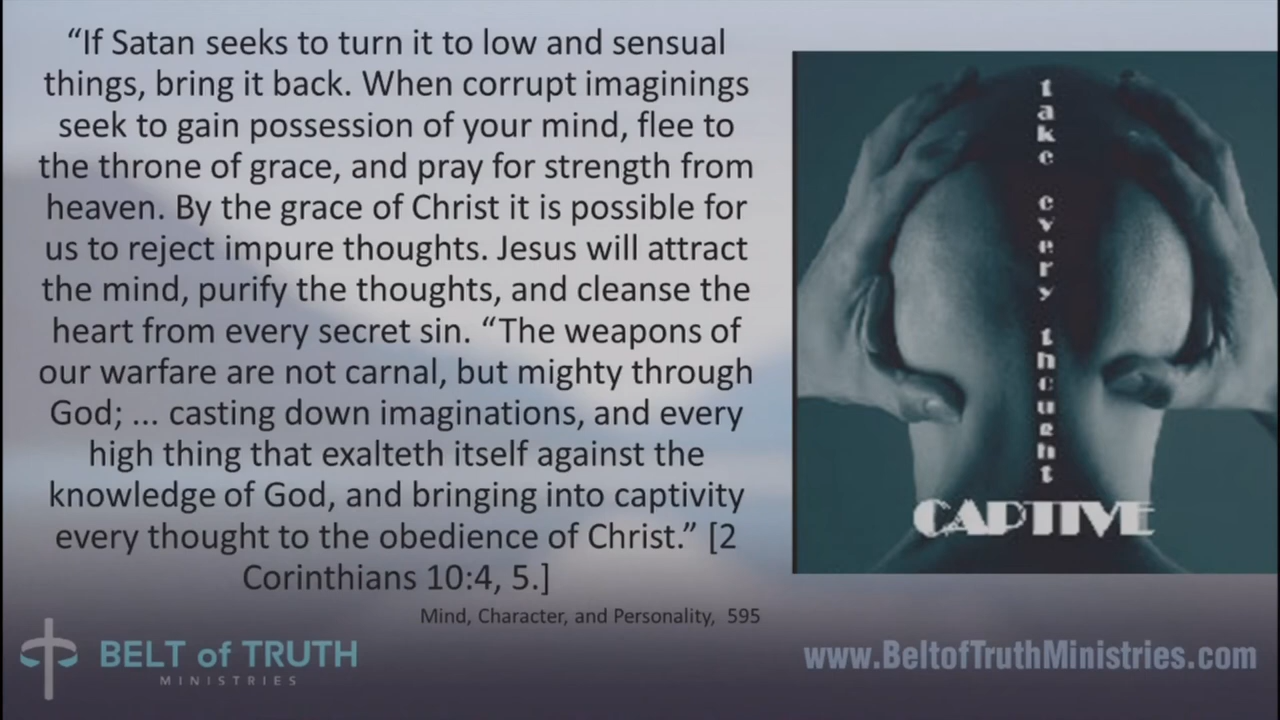 “If Satan seeks to turn it to low and sensual
things, bring it back. When corrupt imaginings
seek to gain possession of your mind, flee to
the throne of grace, and pray for strength from
heaven. By the grace of Christ it is possible for
us to reject impure thoughts. Jesus will attract
the mind, purify the thoughts, and cleanse the
heart from every secret sin. “The weapons of
our warfare are not carnal, but mighty through
God; ... casting down imaginations, and every
high thing that exalteth itself against the
knowledge of God, and bringing into captivity
every thought to the obedience of Christ.” [2
Corinthians 10:4, 5.]
Mind, Character, and Personality, 595
take every thought
CAPTIVE
BELT of TRUTH
MINISTRIES
www.BeltofTruthMinistries.com